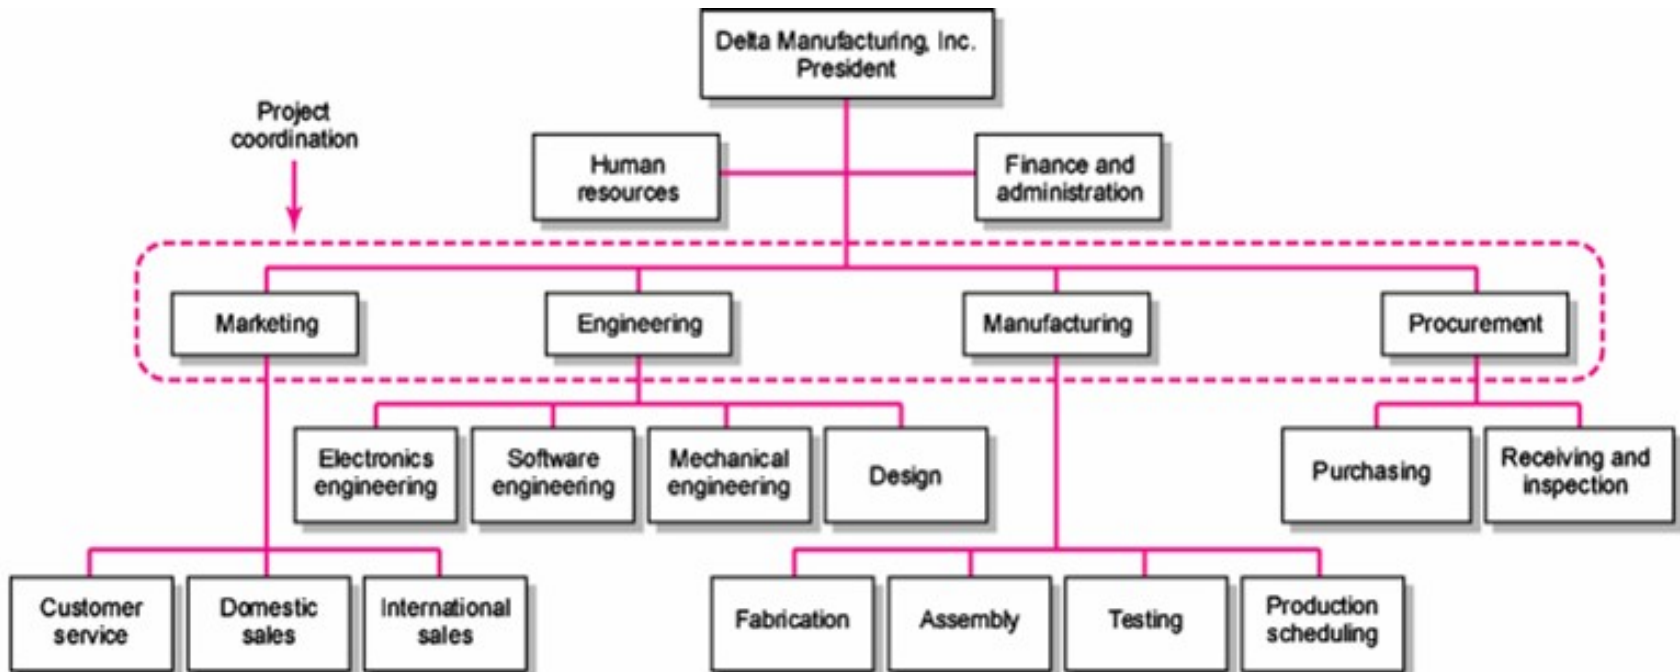 Delta Manufacturing, Inc.
President
Project
coordination
Human
resources
Finance and
administration
Marketing
Engineering
Manufacturing
Procurement
Electronics
engineering
Software
engineering
Mechanical
engineering
Design
Purchasing
Receiving and
inspection
Customer
service
Domestic
sales
International
sales
Fabrication
Assembly
Testing
Production
scheduling